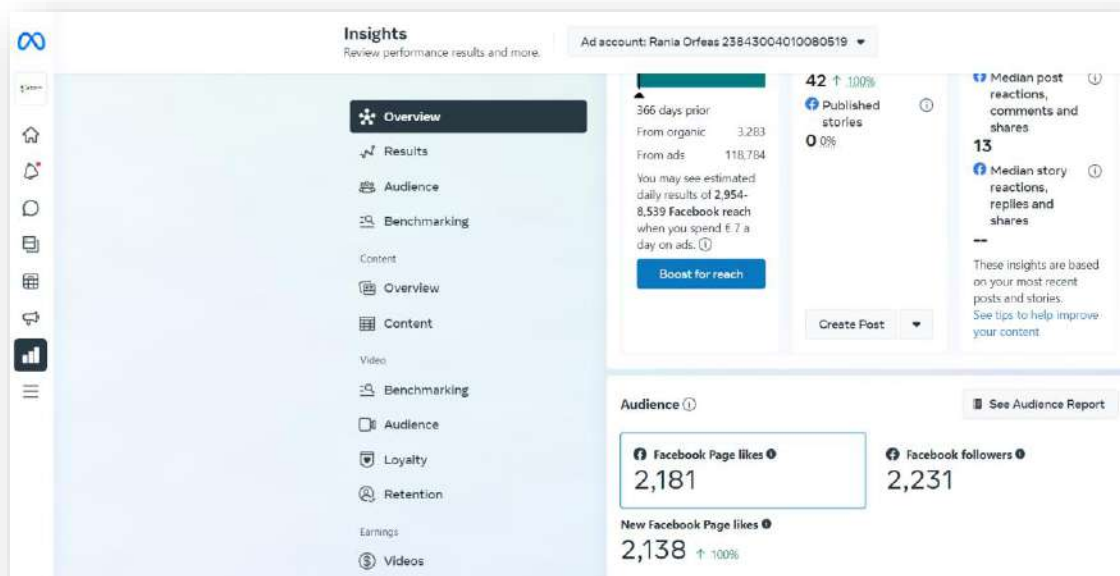 Insights
Review performance results and more.
Ad account: Rania Orfeas 23843004010080519
Overview
Results
Audience
Benchmarking
Content
Overview
Content
Video
Benchmarking
Audience
Loyalty
Retention
Earnings
Videos
366 days prior
From organic 3,283
From ads 118,784
You may see estimated
daily results of 2,954-
8,539 Facebook reach
when you spend € 7 a
day on ads.
Boost for reach
42 ↑ 100%
Published
stories
0 0%
Create Post
Median post
reactions,
comments and
shares
13
Median story
reactions,
replies and
shares
--
These insights are based
on your most recent
posts and stories.
See tips to help improve
your content.
Audience
See Audience Report
Facebook Page likes
2,181
Facebook followers
2,231
New Facebook Page likes
2,138 ↑ 100%